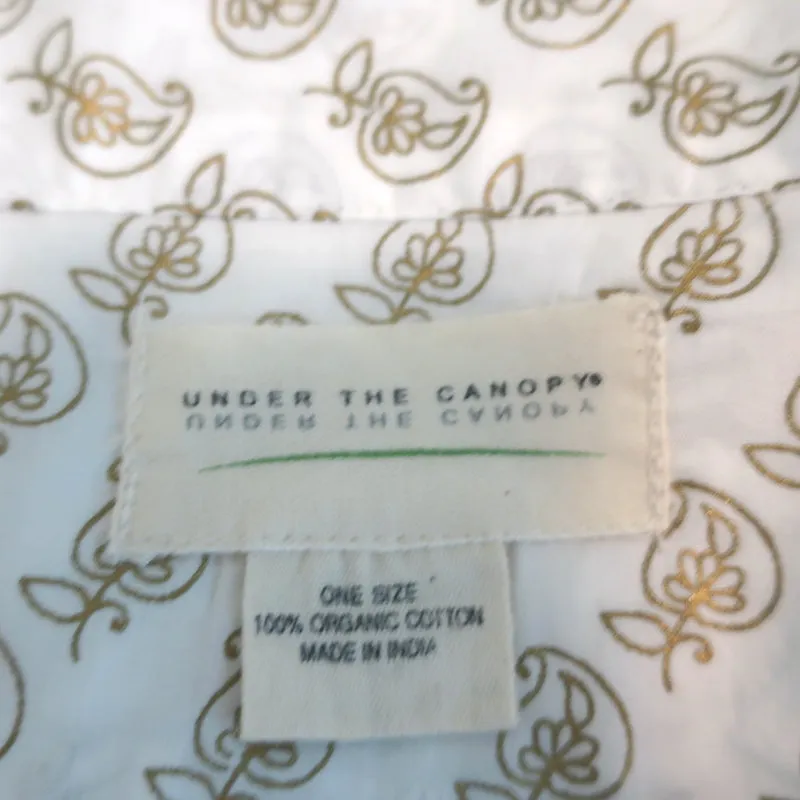 UNDER THE CANOPY®
UNDER THE CANOPY
ONE SIZE
100% ORGANIC COTTON
MADE IN INDIA